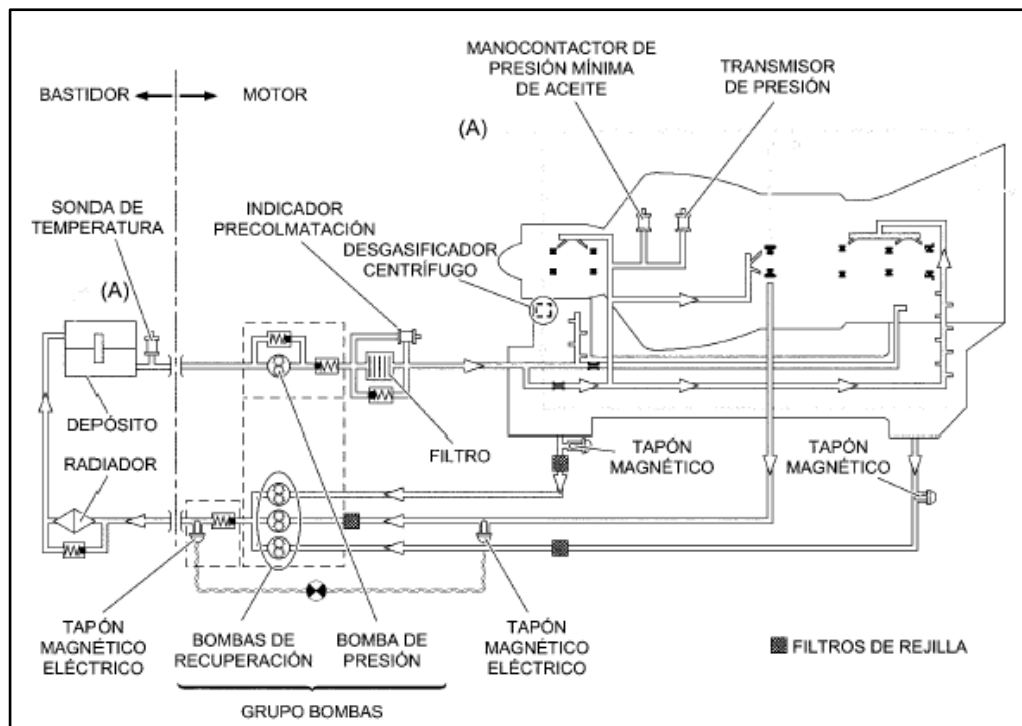 MANOCONTACTOR DE
PRESIÓN MÍNIMA
DE ACEITE
TRANSMISOR
DE PRESIÓN
BASTIDOR
MOTOR
(A)
SONDA DE
TEMPERATURA
INDICADOR
PRECOLMATACIÓN
DESGASIFICADOR
CENTRÍFUGO
(A)
DEPÓSITO
RADIADOR
FILTRO
TAPÓN
MAGNÉTICO
TAPÓN
MAGNÉTICO
TAPÓN
MAGNÉTICO
ELÉCTRICO
BOMBAS DE
RECUPERACIÓN
BOMBA DE
PRESIÓN
TAPÓN
MAGNÉTICO
ELÉCTRICO
FILTROS DE REJILLA
GRUPO BOMBAS